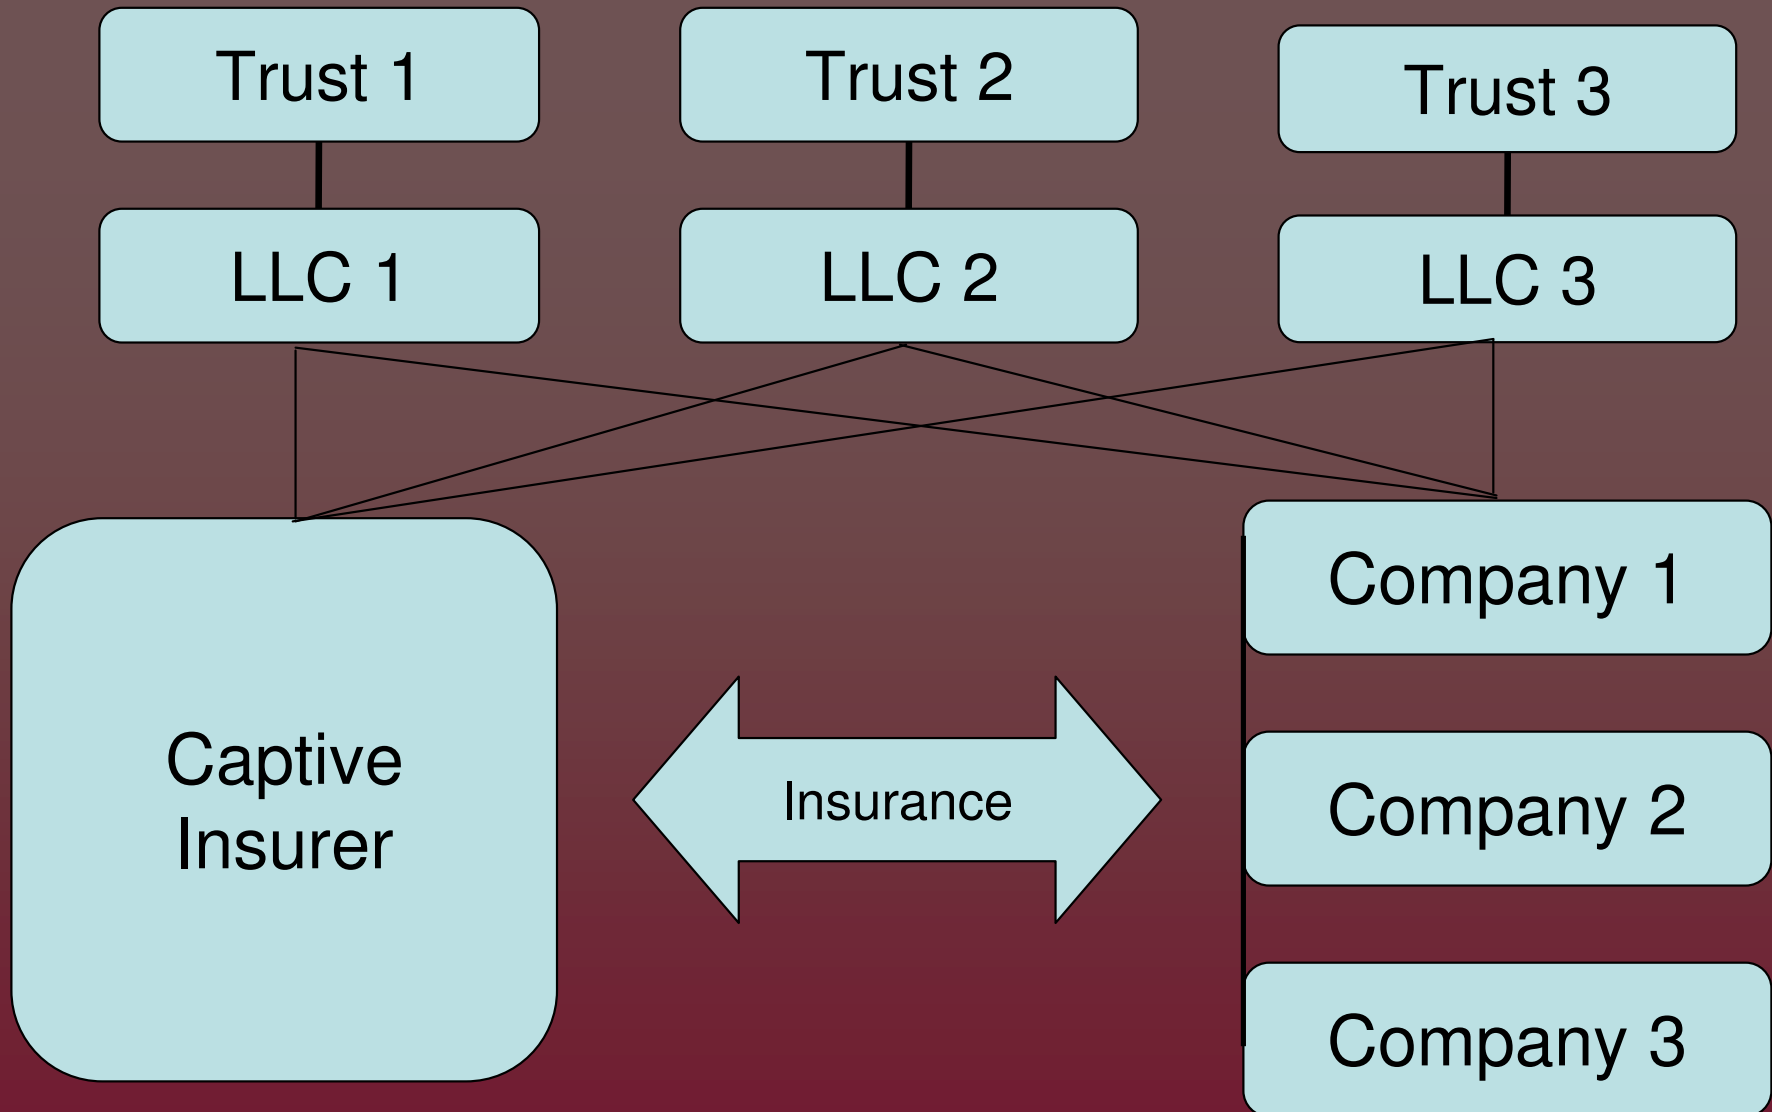 Trust 1
Trust 2
Trust 3
LLC 1
LLC 2
LLC 3
Captive
Insurer
Insurance
Company 1
Company 2
Company 3